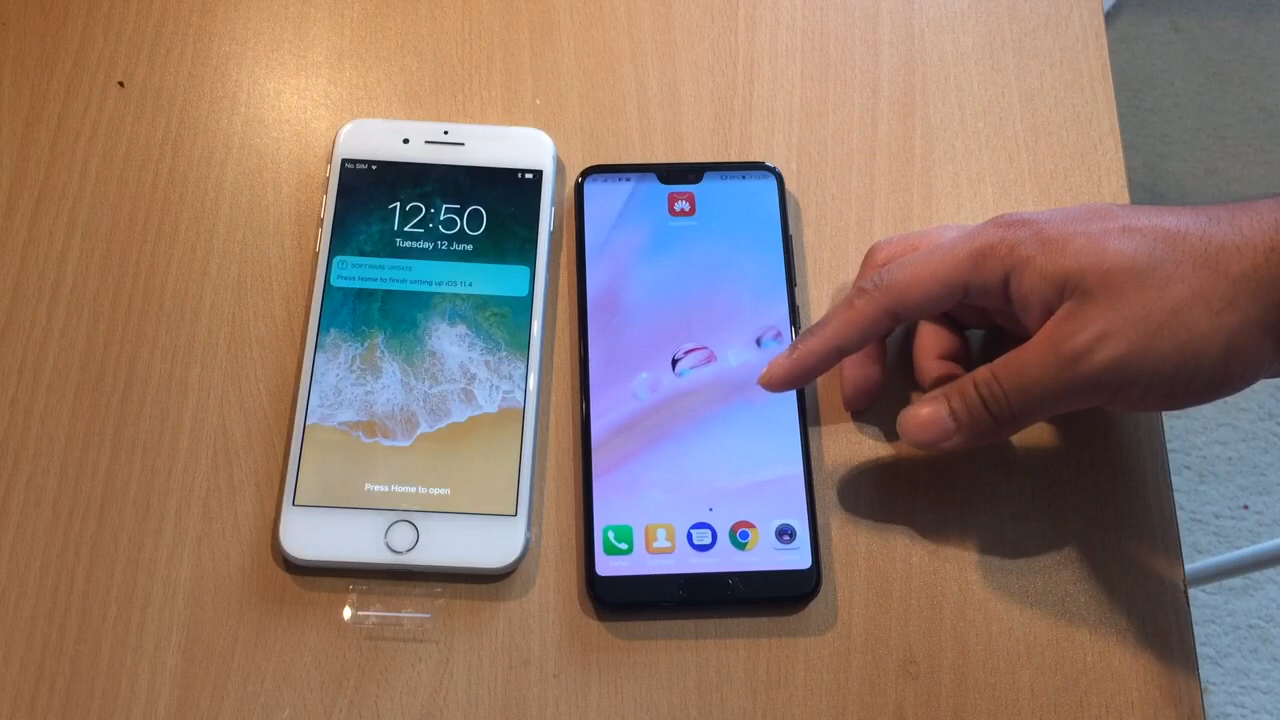 No SIM
12:50
Tuesday 12 June
SOFTWARE UPDATE
Press Home to finish setting up iOS 11.4
Press Home to open